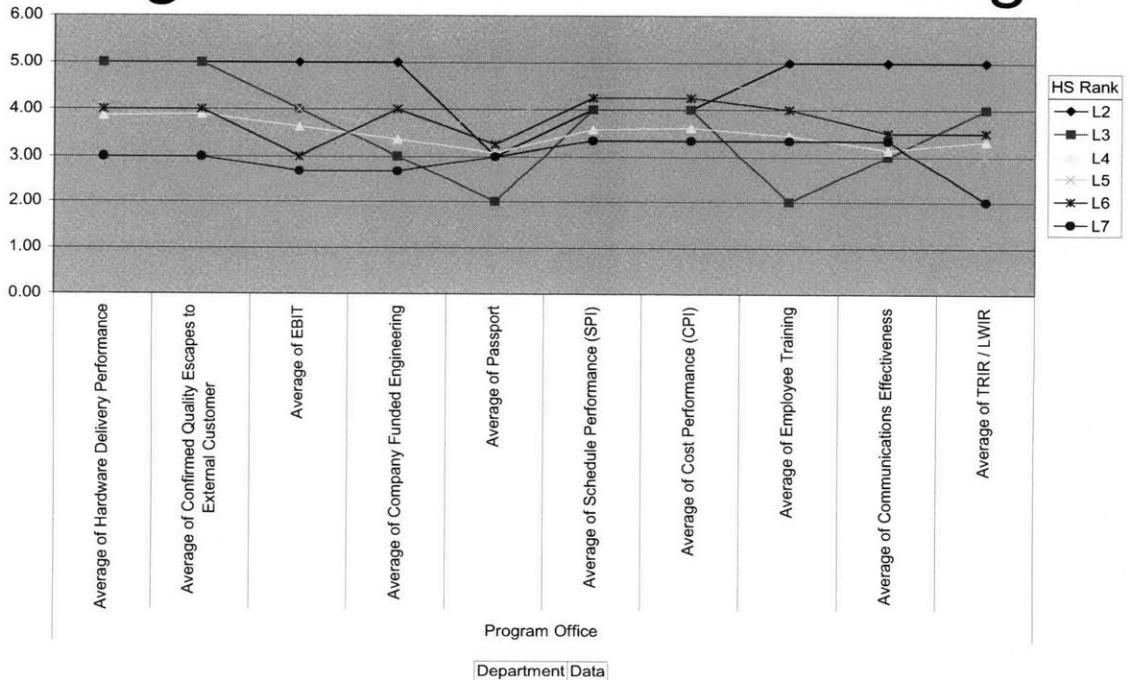 6.00
5.00
4.00
3.00
2.00
1.00
0.00
HS Rank
L2
L3
L4
L5
L6
L7
Average of Hardware Delivery Performance
Average of Confirmed Quality Escapes to
External Customer
Average of EBIT
Average of Company Funded Engineering
Average of Passport
Average of Schedule Performance (SPI)
Average of Cost Performance (CPI)
Average of Employee Training
Average of Communications Effectiveness
Average of TRIR / LWIR
Program Office
Department Data